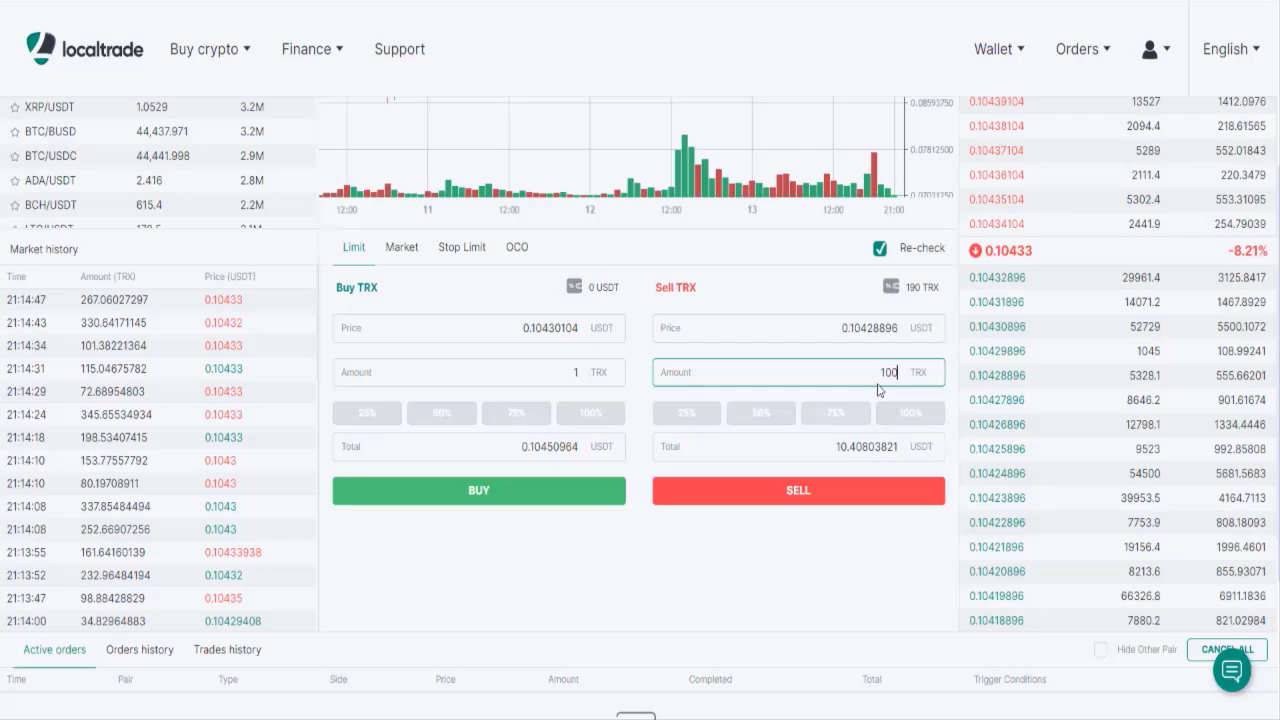 localtrade Buy crypto Finance Support Wallet Orders English
XRP/USDT 1.0529 3.2M
BTC/BUSD 44,437.971 3.2M
BTC/USDC 44,441.998 2.9M
ADA/USDT 2.416 2.8M
BCH/USDT 615.4 2.2M
0.08593750
0.07812500
0.07031250
12:00 11 12:00 12 12:00 13 12:00 21:00
Market history
Time Amount (TRX) Price (USDT)
21:14:47 267.06027297 0.10433
21:14:43 330.64171145 0.10432
21:14:34 101.38221364 0.10433
21:14:31 115.04675782 0.10433
21:14:29 72.68954803 0.10433
21:14:24 345.65534934 0.10433
21:14:18 198.53407415 0.10433
21:14:10 153.77557792 0.1043
21:14:10 80.19708911 0.1043
21:14:08 337.85484494 0.1043
21:14:08 252.66907256 0.1043
21:13:55 161.64160139 0.10433938
21:13:52 232.96484194 0.10432
21:13:47 98.88428829 0.10435
21:14:00 34.82964883 0.10429408
Limit Market Stop Limit OCO Re-check
Buy TRX 0 USDT
Price 0.10430104 USDT
Amount 1 TRX
25% 50% 75% 100%
Total 0.10450964 USDT
BUY
Sell TRX 190 TRX
Price 0.10428896 USDT
Amount 100 TRX
25% 50% 75% 100%
Total 10.40803821 USDT
SELL
0.10439104 13527 1412.0976
0.10438104 2094.4 218.61565
0.10437104 5289 552.01843
0.10436104 2111.4 220.3479
0.10435104 5302.4 553.31095
0.10434104 2441.9 254.79039
0.10433 -8.21%
0.10432896 29961.4 3125.8417
0.10431896 14071.2 1467.8929
0.10430896 52729 5500.1072
0.10429896 1045 108.99241
0.10428896 5328.1 555.66201
0.10427896 8646.2 901.61674
0.10426896 12798.1 1334.4446
0.10425896 9523 992.85808
0.10424896 54500 5681.5683
0.10423896 39953.5 4164.7113
0.10422896 7753.9 808.18093
0.10421896 19156.4 1996.4601
0.10420896 8213.6 855.93071
0.10419896 66326.8 6911.1836
0.10418896 7880.2 821.02984
Active orders Orders history Trades history Hide Other Pair CANCEL ALL
Time Pair Type Side Price Amount Completed Total Trigger Conditions